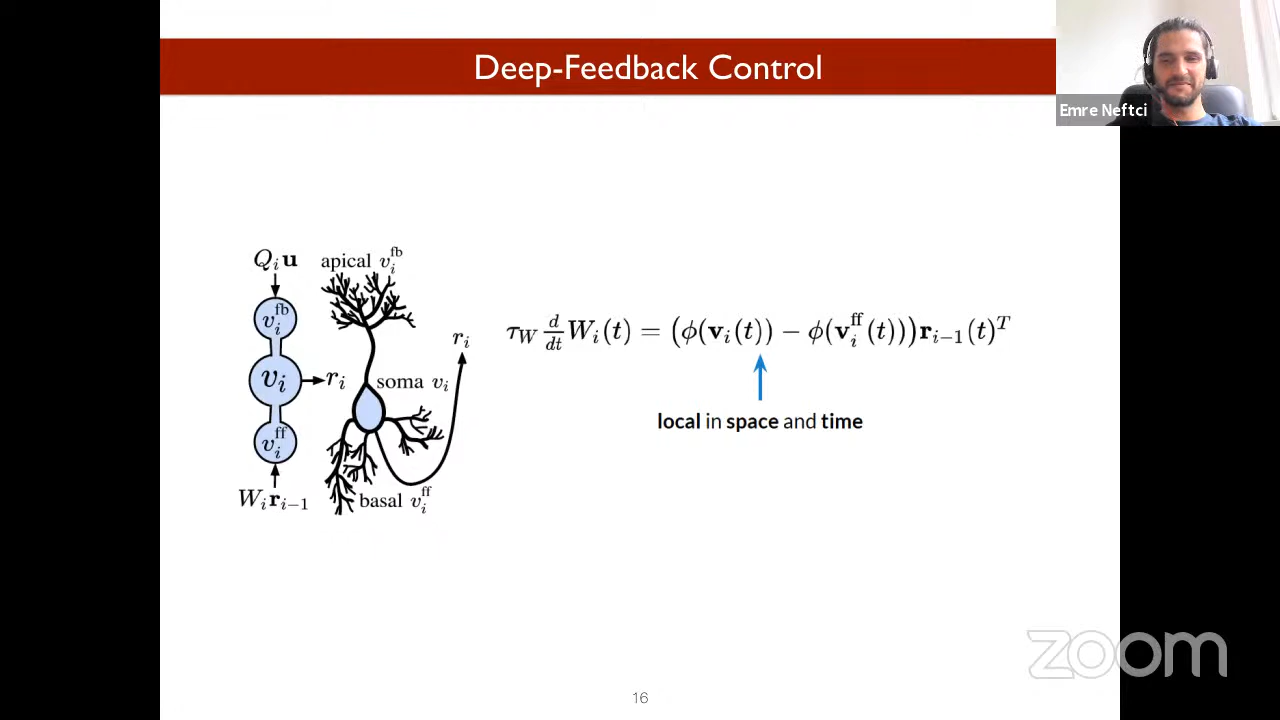 Deep-Feedback Control
Emre Neftci
Q_i u
apical v_i^fb
v_i^fb
v_i
r_i
soma v_i
r_i
v_i^ff
W_i r_{i−1}
basal v_i^ff
τ_W d/dt W_i(t) = (ϕ(v_i(t)) − ϕ(v_i^ff(t))) r_{i−1}(t)^T
local in space and time
zoom
16